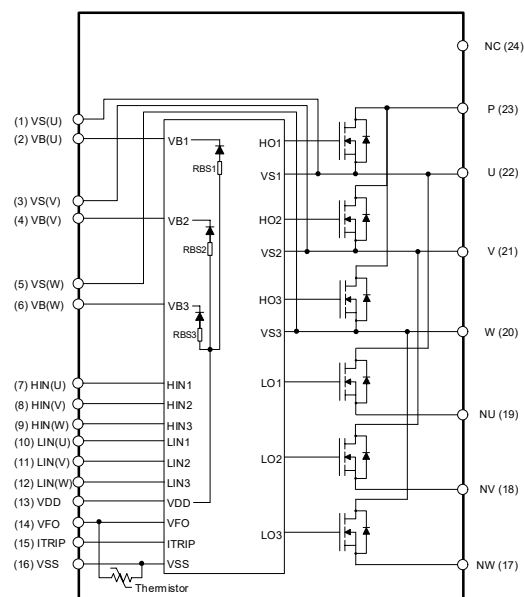 NC (24)
(1) VS(U)
(2) VB(U)
(3) VS(V)
(4) VB(V)
(5) VS(W)
(6) VB(W)
(7) HIN(U)
(8) HIN(V)
(9) HIN(W)
(10) LIN(U)
(11) LIN(V)
(12) LIN(W)
(13) VDD
(14) VFO
(15) ITRIP
(16) VSS
VB1
RBS1
VB2
RBS2
VB3
RBS3
HIN1
HIN2
HIN3
LIN1
LIN2
LIN3
VDD
VFO
ITRIP
VSS
Thermistor
HO1
VS1
HO2
VS2
HO3
VS3
LO1
LO2
LO3
P (23)
U (22)
V (21)
W (20)
NU (19)
NV (18)
NW (17)